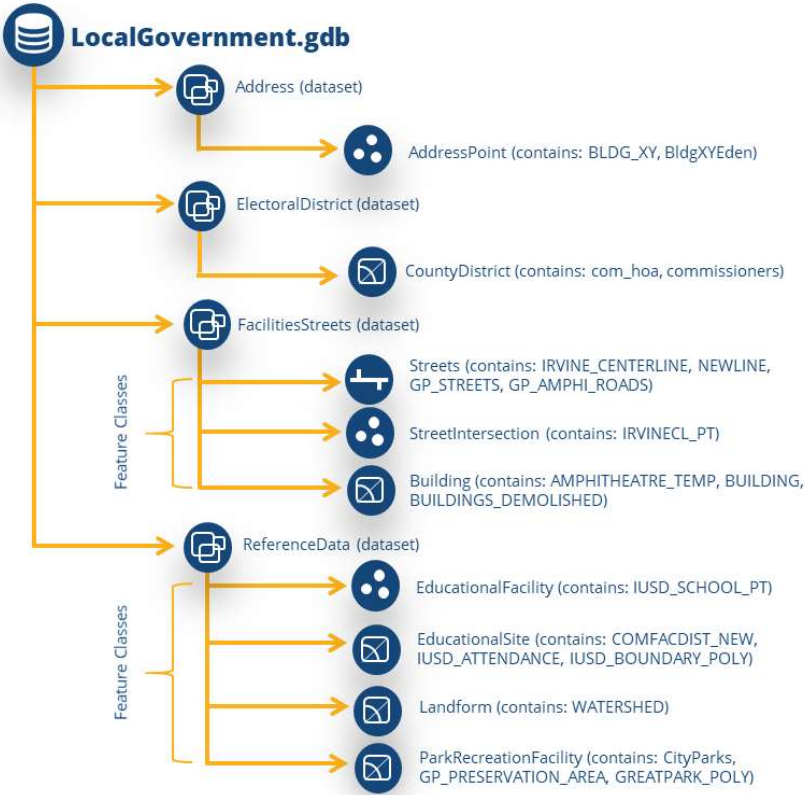 LocalGovernment.gdb
Address (dataset)
AddressPoint (contains: BLDG_XY, BldgXYEden)
ElectoralDistrict (dataset)
CountyDistrict (contains: com_hoa, commissioners)
FacilitiesStreets (dataset)
Feature Classes
Streets (contains: IRVINE_CENTERLINE, NEWLINE,
GP_STREETS, GP_AMPHI_ROADS)
StreetIntersection (contains: IRVINECL_PT)
Building (contains: AMPHITHEATRE_TEMP, BUILDING,
BUILDINGS_DEMOLISHED)
ReferenceData (dataset)
Feature Classes
EducationalFacility (contains: IUSD_SCHOOL_PT)
EducationalSite (contains: COMFACDIST_NEW,
IUSD_ATTENDANCE, IUSD_BOUNDARY_POLY)
Landform (contains: WATERSHED)
ParkRecreationFacility (contains: CityParks,
GP_PRESERVATION_AREA, GREATPARK_POLY)